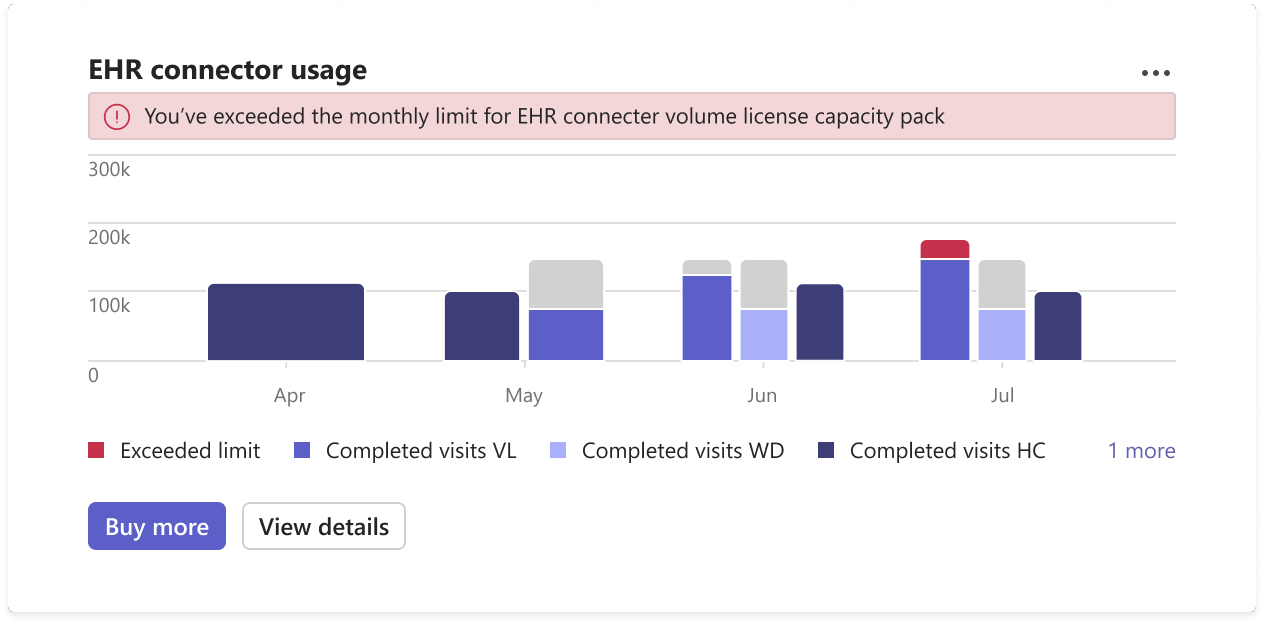 EHR connector usage
You’ve exceeded the monthly limit for EHR connecter volume license capacity pack
300k
200k
100k
0
Apr May Jun Jul
Exceeded limit Completed visits VL Completed visits WD Completed visits HC 1 more
Buy more View details